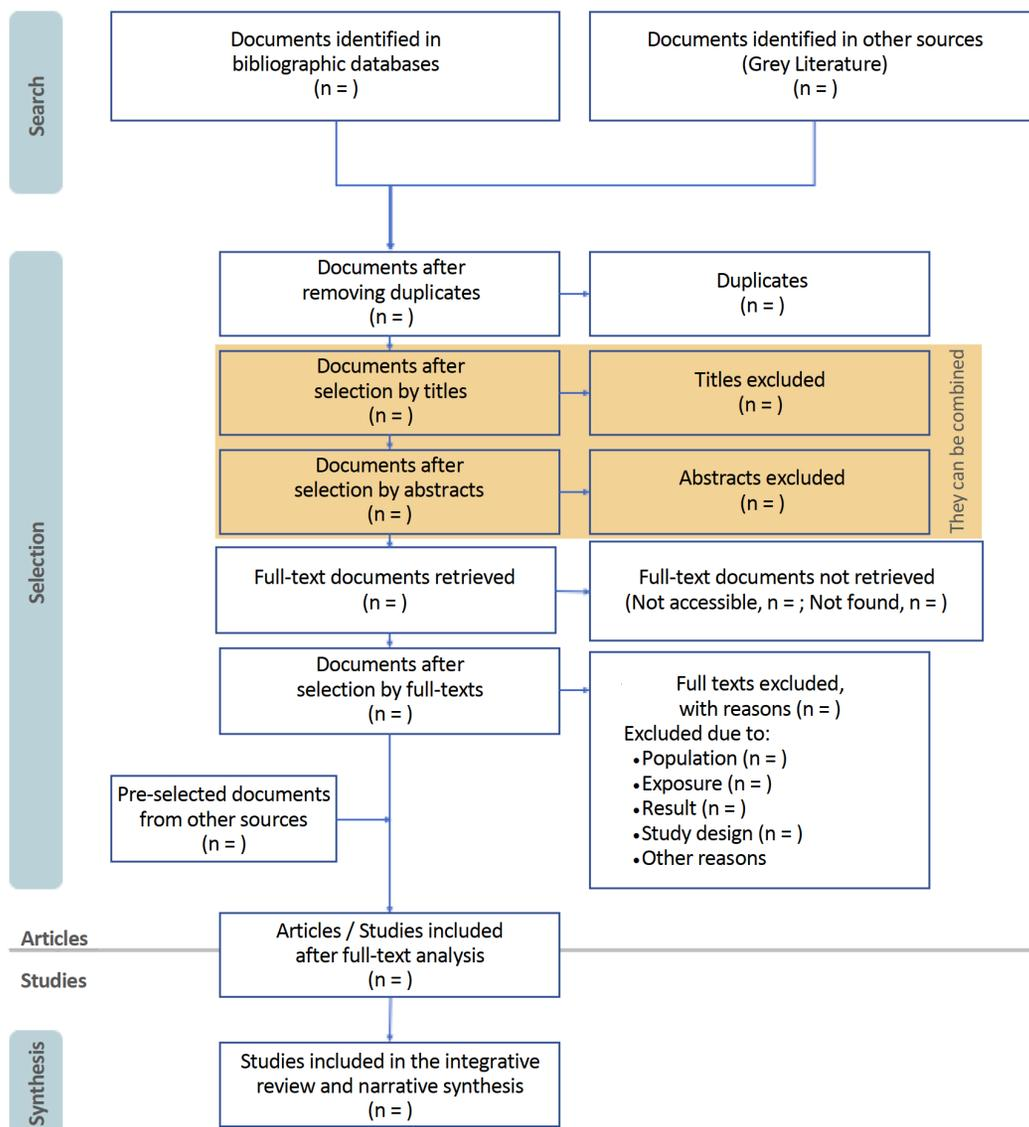 Search
Documents identified in
bibliographic databases
(n = )
Documents identified in other sources
(Grey Literature)
(n = )
Selection
Documents after
removing duplicates
(n = )
Duplicates
(n = )
Documents after
selection by titles
(n = )
Titles excluded
(n = )
They can be combined
Documents after
selection by abstracts
(n = )
Abstracts excluded
(n = )
Full-text documents retrieved
(n = )
Full-text documents not retrieved
(Not accessible, n = ; Not found, n = )
Documents after
selection by full-texts
(n = )
Full texts excluded,
with reasons (n = )
Excluded due to:
•Population (n = )
•Exposure (n = )
•Result (n = )
•Study design (n = )
•Other reasons
Pre-selected documents
from other sources
(n = )
Articles
Studies
Articles / Studies included
after full-text analysis
(n = )
Synthesis
Studies included in the integrative
review and narrative synthesis
(n = )